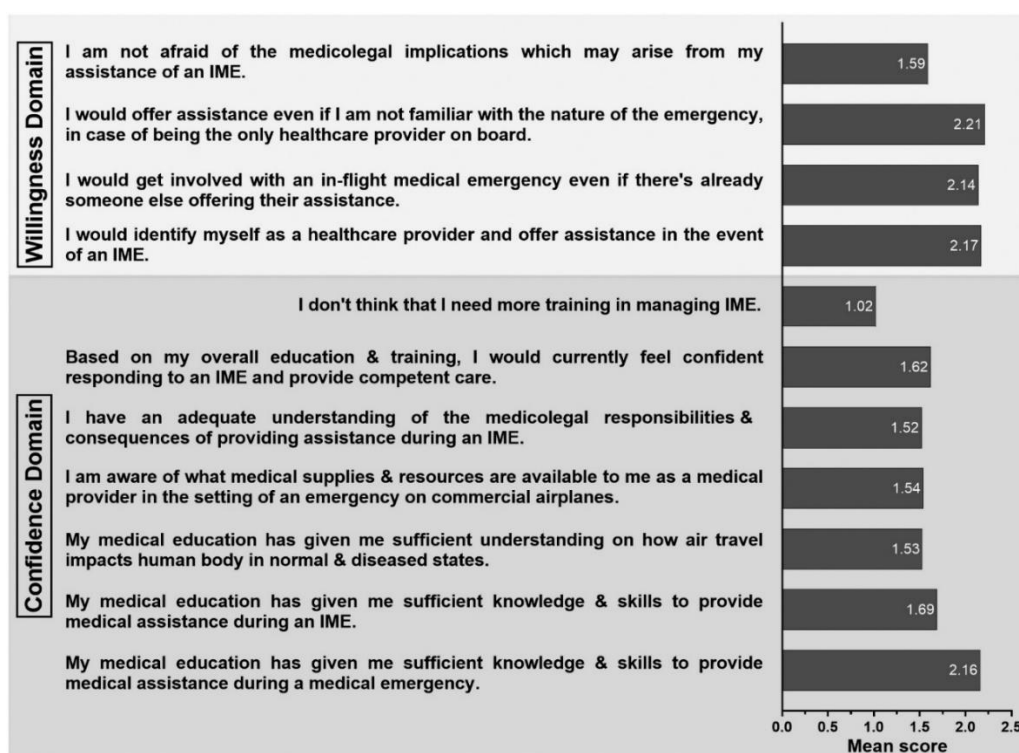 Willingness Domain
I am not afraid of the medicolegal implications which may arise from my
assistance of an IME.
1.59
I would offer assistance even if I am not familiar with the nature of the emergency,
in case of being the only healthcare provider on board.
2.21
I would get involved with an in-flight medical emergency even if there's already
someone else offering their assistance.
2.14
I would identify myself as a healthcare provider and offer assistance in the event
of an IME.
2.17
Confidence Domain
I don't think that I need more training in managing IME.
1.02
Based on my overall education & training, I would currently feel confident
responding to an IME and provide competent care.
1.62
I have an adequate understanding of the medicolegal responsibilities &
consequences of providing assistance during an IME.
1.52
I am aware of what medical supplies & resources are available to me as a medical
provider in the setting of an emergency on commercial airplanes.
1.54
My medical education has given me sufficient understanding on how air travel
impacts human body in normal & diseased states.
1.53
My medical education has given me sufficient knowledge & skills to provide
medical assistance during an IME.
1.69
My medical education has given me sufficient knowledge & skills to provide
medical assistance during a medical emergency.
2.16
0.0 0.5 1.0 1.5 2.0 2.5
Mean score